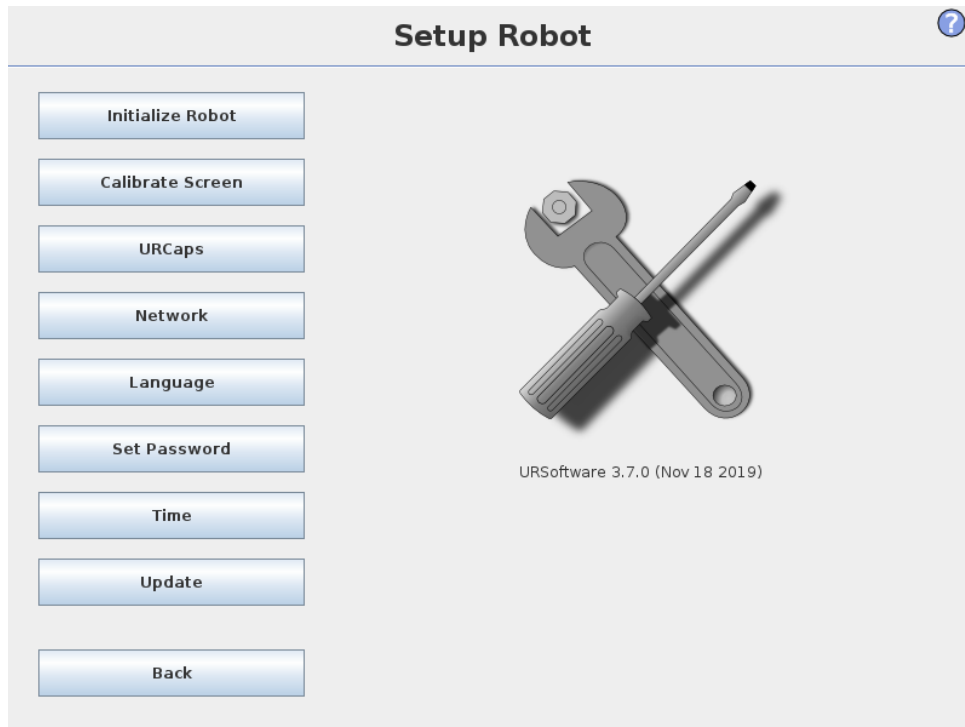 Setup Robot
?
Initialize Robot
Calibrate Screen
URCaps
Network
Language
Set Password
Time
Update
Back
URSoftware 3.7.0 (Nov 18 2019)